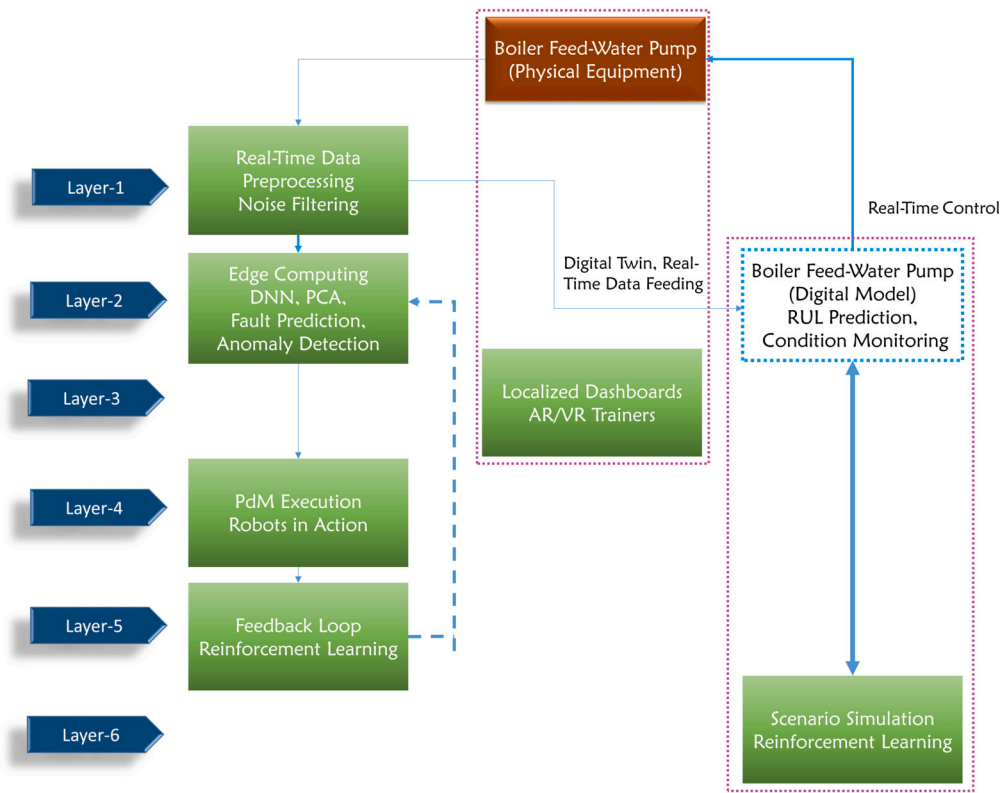 Boiler Feed-Water Pump
(Physical Equipment)
Layer-1
Real-Time Data
Preprocessing
Noise Filtering
Real-Time Control
Layer-2
Edge Computing
DNN, PCA,
Fault Prediction,
Anomaly Detection
Digital Twin, Real-
Time Data Feeding
Boiler Feed-Water Pump
(Digital Model)
RUL Prediction,
Condition Monitoring
Layer-3
Localized Dashboards
AR/VR Trainers
Layer-4
PdM Execution
Robots in Action
Layer-5
Feedback Loop
Reinforcement Learning
Layer-6
Scenario Simulation
Reinforcement Learning